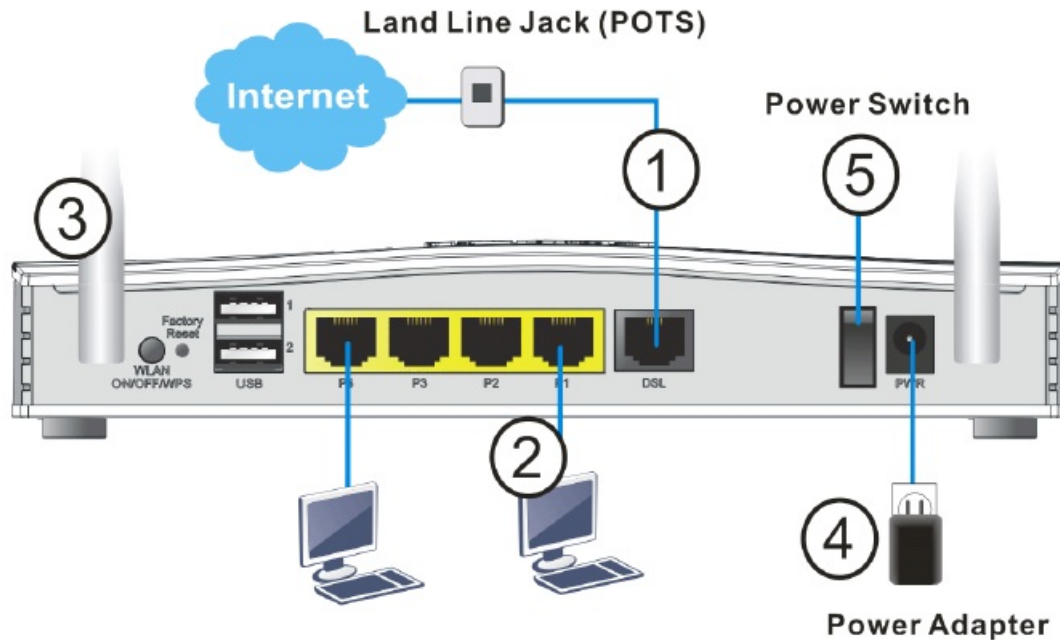 Land Line Jack (POTS)
Internet
Power Switch
1
5
3
Factory
Reset
WLAN
ON/OFF/WPS
1
2
USB
P3
P2
P1
DSL
PWR
2
4
Power Adapter